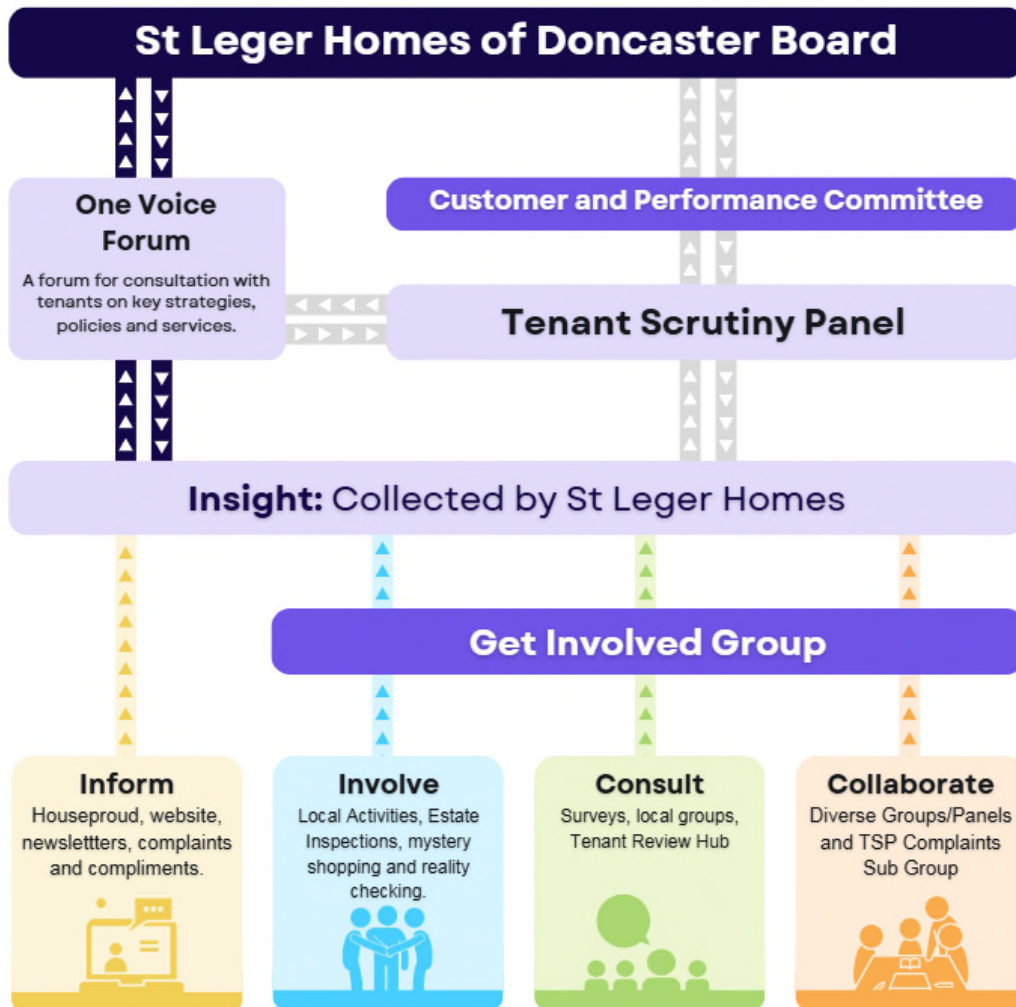 St Leger Homes of Doncaster Board
One Voice
Forum
A forum for consultation with
tenants on key strategies,
policies and services.
Customer and Performance Committee
Tenant Scrutiny Panel
Insight: Collected by St Leger Homes
Get Involved Group
Inform
Houseproud, website,
newslettters, complaints
and compliments.
Involve
Local Activities, Estate
Inspections, mystery
shopping and reality
checking.
Consult
Surveys, local groups,
Tenant Review Hub
Collaborate
Diverse Groups/Panels
and TSP Complaints
Sub Group